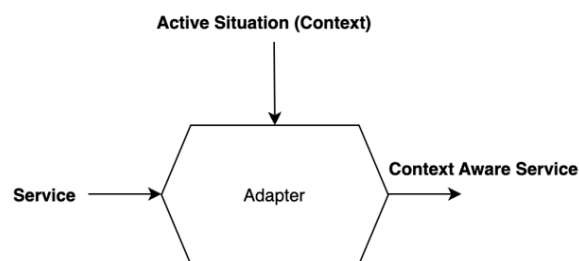 Active Situation (Context)
Context Aware Service
Service
Adapter